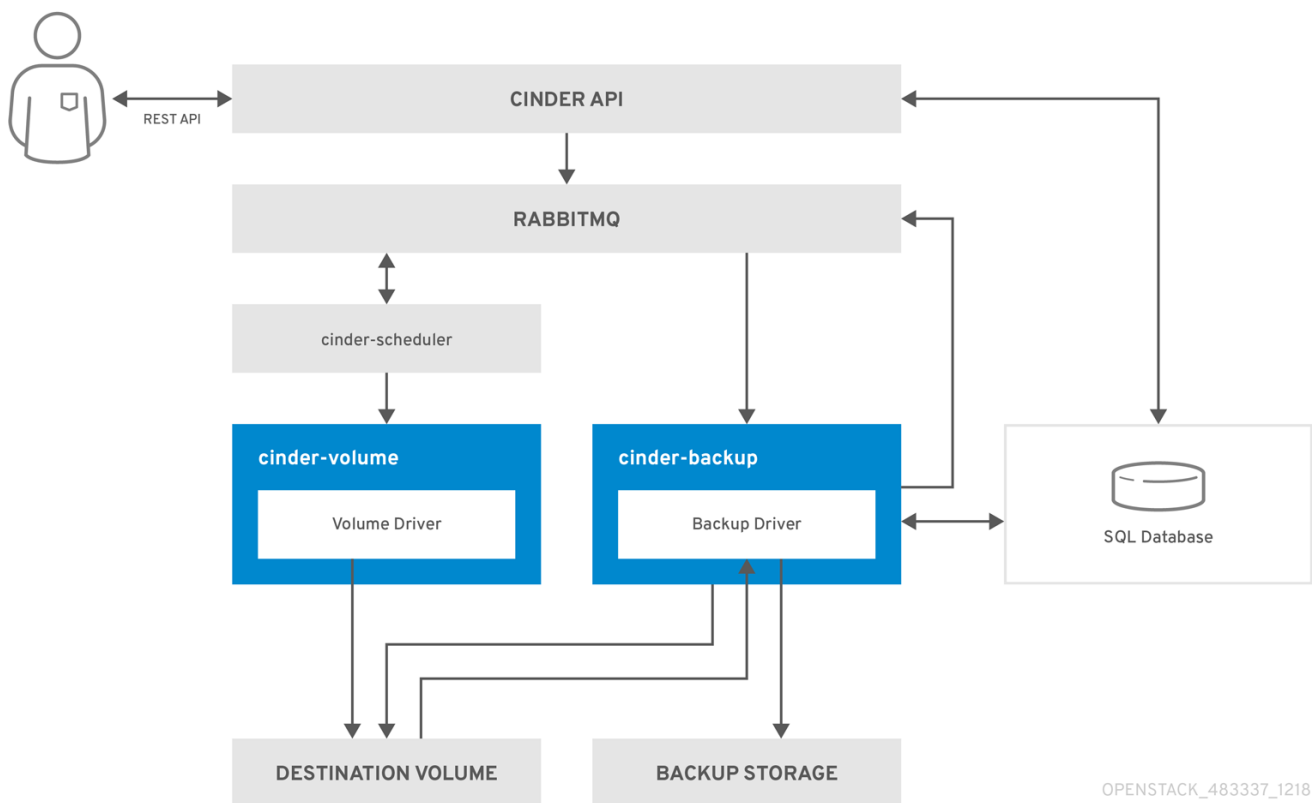 CINDER API
REST API
RABBITMQ
cinder-scheduler
cinder-volume
cinder-backup
Volume Driver
Backup Driver
SQL Database
DESTINATION VOLUME
BACKUP STORAGE
OPENSTACK_483337_1218